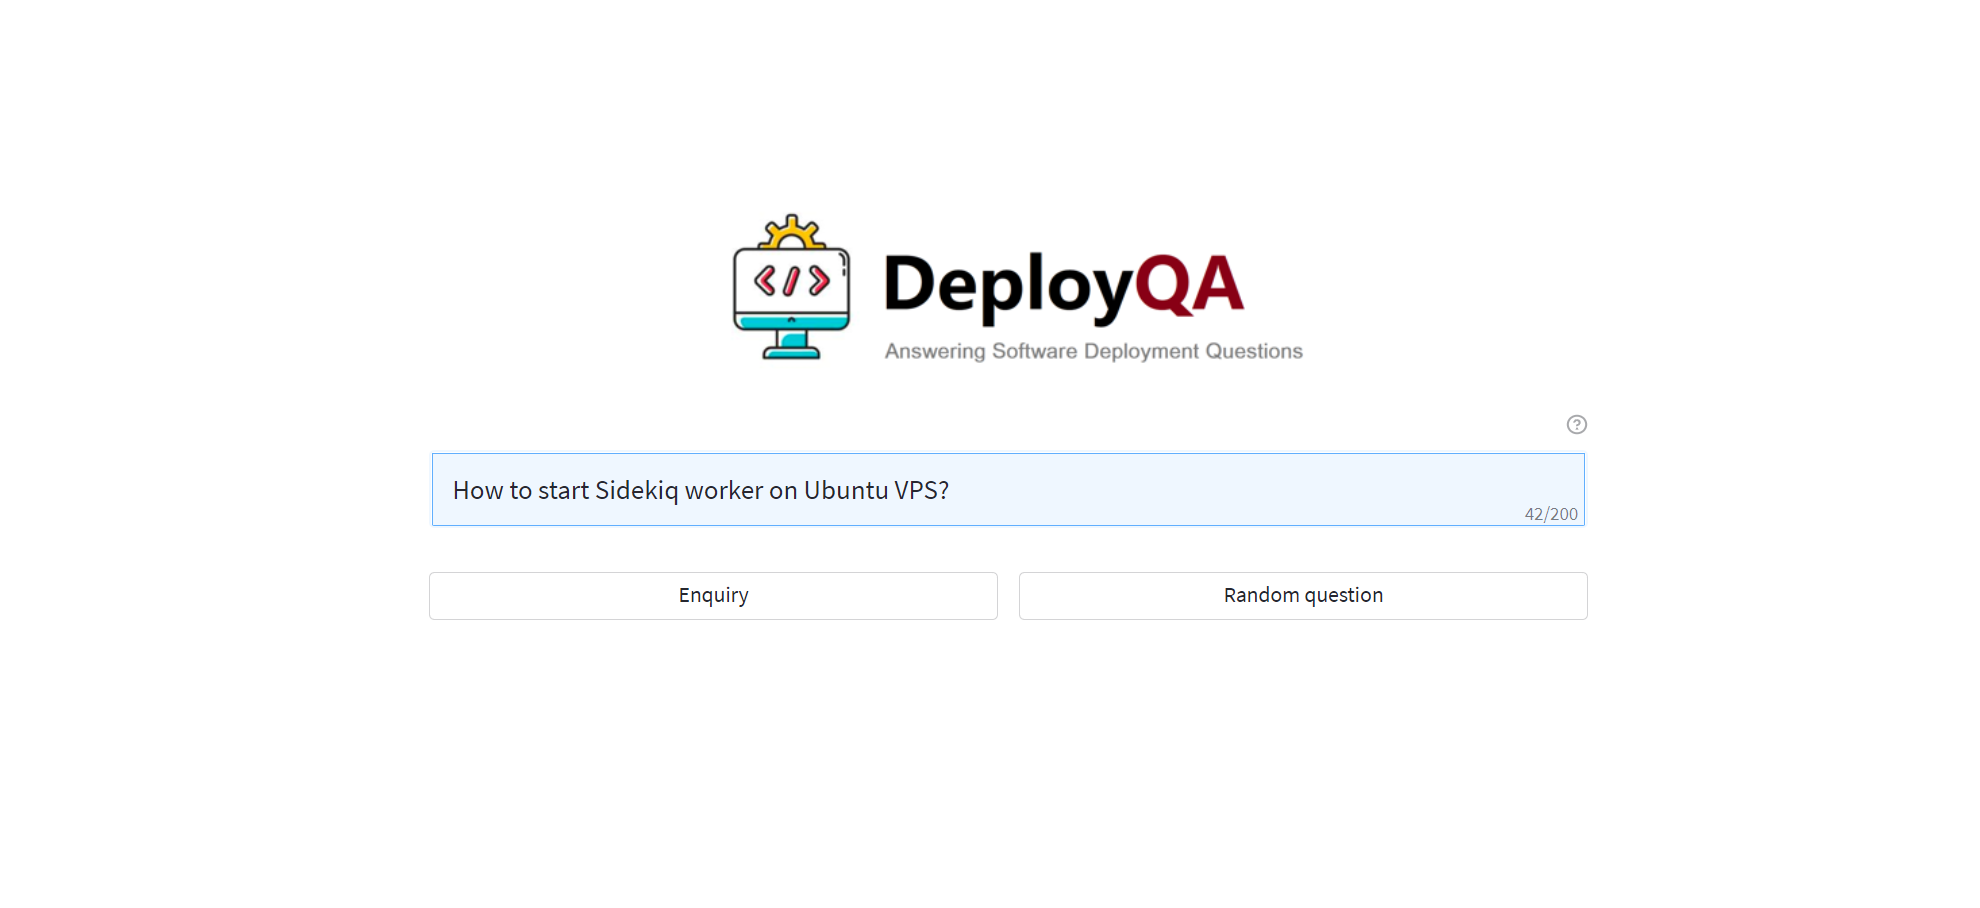 </>
DeployQA
Answering Software Deployment Questions
?
How to start Sidekiq worker on Ubuntu VPS?
42/200
Enquiry
Random question